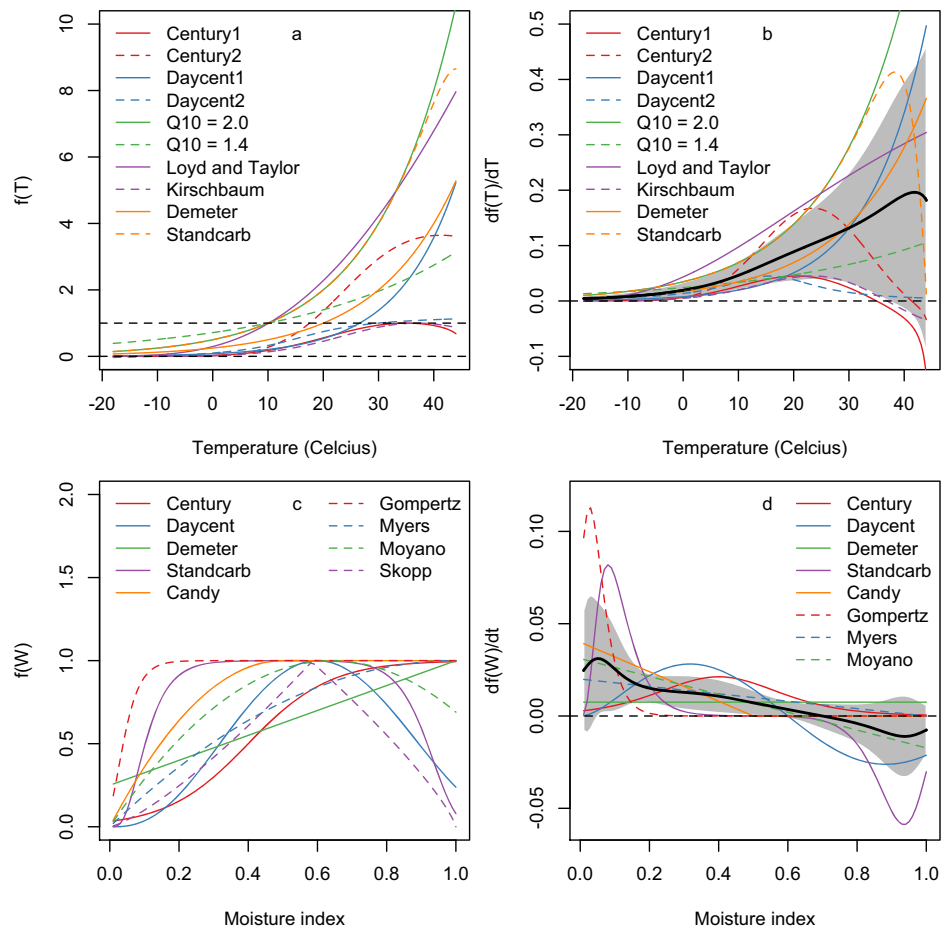 a
f(T)
10
8
6
4
2
0
Century1
Century2
Daycent1
Daycent2
Q10 = 2.0
Q10 = 1.4
Loyd and Taylor
Kirschbaum
Demeter
Standcarb
-20 -10 0 10 20 30 40
Temperature (Celcius)
b
df(T)/dT
0.5
0.4
0.3
0.2
0.1
0.0
-0.1
Century1
Century2
Daycent1
Daycent2
Q10 = 2.0
Q10 = 1.4
Loyd and Taylor
Kirschbaum
Demeter
Standcarb
-20 -10 0 10 20 30 40
Temperature (Celcius)
c
f(W)
2.0
1.5
1.0
0.5
0.0
Century
Daycent
Demeter
Standcarb
Candy
Gompertz
Myers
Moyano
Skopp
0.0 0.2 0.4 0.6 0.8 1.0
Moisture index
d
df(W)/dt
0.10
0.05
0.00
-0.05
Century
Daycent
Demeter
Standcarb
Candy
Gompertz
Myers
Moyano
0.0 0.2 0.4 0.6 0.8 1.0
Moisture index